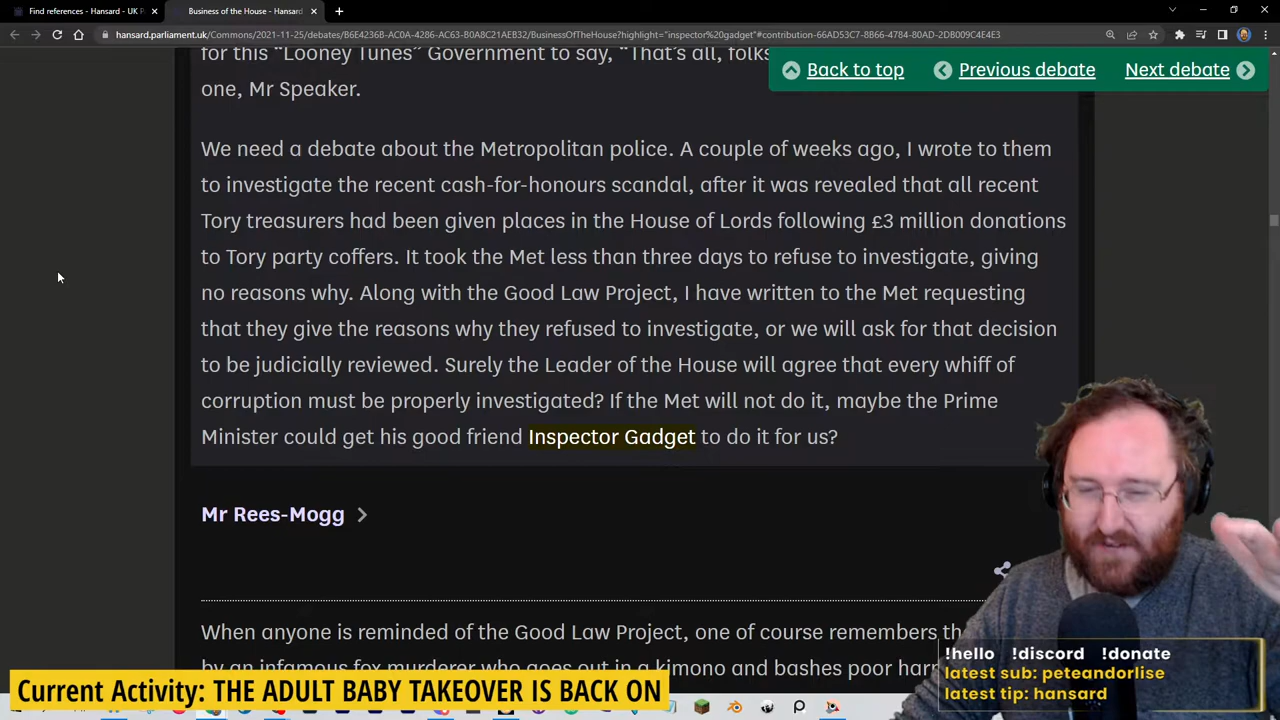 Find references - Hansard - UK P
Business of the House - Hansard
hansard.parliament.uk/Commons/2021-11-25/debates/B6E4236B-AC0A-4286-AC63-B0A8C21AEB32/BusinessOfTheHouse?highlight="inspector%20gadget"#contribution-66AD53C7-8B66-4784-80AD-2DB009C4E4E3
for this “Looney Tunes” Government to say, “That’s all, folks
Back to top
Previous debate
Next debate
one, Mr Speaker.
We need a debate about the Metropolitan police. A couple of weeks ago, I wrote to them
to investigate the recent cash-for-honours scandal, after it was revealed that all recent
Tory treasurers had been given places in the House of Lords following £3 million donations
to Tory party coffers. It took the Met less than three days to refuse to investigate, giving
no reasons why. Along with the Good Law Project, I have written to the Met requesting
that they give the reasons why they refused to investigate, or we will ask for that decision
to be judicially reviewed. Surely the Leader of the House will agree that every whiff of
corruption must be properly investigated? If the Met will not do it, maybe the Prime
Minister could get his good friend Inspector Gadget to do it for us?
Mr Rees-Mogg
When anyone is reminded of the Good Law Project, one of course remembers
by an infamous fox murderer who goes out in a kimono and bashes poor
Current Activity: THE ADULT BABY TAKEOVER IS BACK ON
!hello !discord !donate
latest sub: peteandorlise
latest tip: hansard